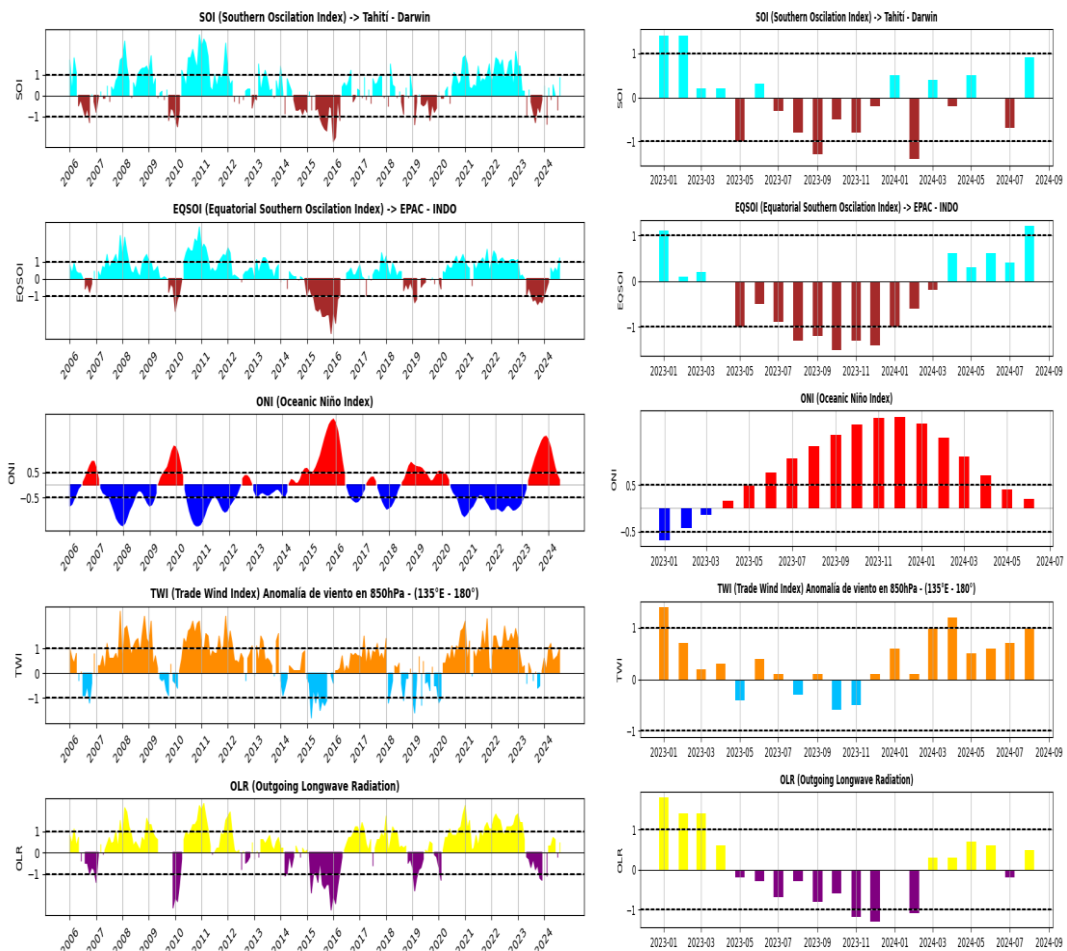 SOI (Southern Oscilation Index) -> Tahití - Darwin
SOI
1
0
−1
2006 2007 2008 2009 2010 2011 2012 2013 2014 2015 2016 2017 2018 2019 2020 2021 2022 2023 2024
SOI (Southern Oscilation Index) -> Tahití - Darwin
SOI
1
0
−1
2023-01 2023-03 2023-05 2023-07 2023-09 2023-11 2024-01 2024-03 2024-05 2024-07 2024-09
EQSOI (Equatorial Southern Oscilation Index) -> EPAC - INDO
EQSOI
1
0
−1
2006 2007 2008 2009 2010 2011 2012 2013 2014 2015 2016 2017 2018 2019 2020 2021 2022 2023 2024
EQSOI (Equatorial Southern Oscilation Index) -> EPAC - INDO
EQSOI
1
0
−1
2023-01 2023-03 2023-05 2023-07 2023-09 2023-11 2024-01 2024-03 2024-05 2024-07 2024-09
ONI (Oceanic Niño Index)
ONI
0.5
−0.5
2006 2007 2008 2009 2010 2011 2012 2013 2014 2015 2016 2017 2018 2019 2020 2021 2022 2023 2024
ONI (Oceanic Niño Index)
ONI
0.5
−0.5
2023-01 2023-03 2023-05 2023-07 2023-09 2023-11 2024-01 2024-03 2024-05 2024-07
TWI (Trade Wind Index) Anomalía de viento en 850hPa - (135°E - 180°)
TWI
1
0
−1
2006 2007 2008 2009 2010 2011 2012 2013 2014 2015 2016 2017 2018 2019 2020 2021 2022 2023 2024
TWI (Trade Wind Index) Anomalía de viento en 850hPa - (135°E - 180°)
TWI
1
0
−1
2023-01 2023-03 2023-05 2023-07 2023-09 2023-11 2024-01 2024-03 2024-05 2024-07 2024-09
OLR (Outgoing Longwave Radiation)
OLR
1
0
−1
2006 2007 2008 2009 2010 2011 2012 2013 2014 2015 2016 2017 2018 2019 2020 2021 2022 2023 2024
OLR (Outgoing Longwave Radiation)
OLR
1
0
−1
2023-01 2023-03 2023-05 2023-07 2023-09 2023-11 2024-01 2024-03 2024-05 2024-07 2024-09